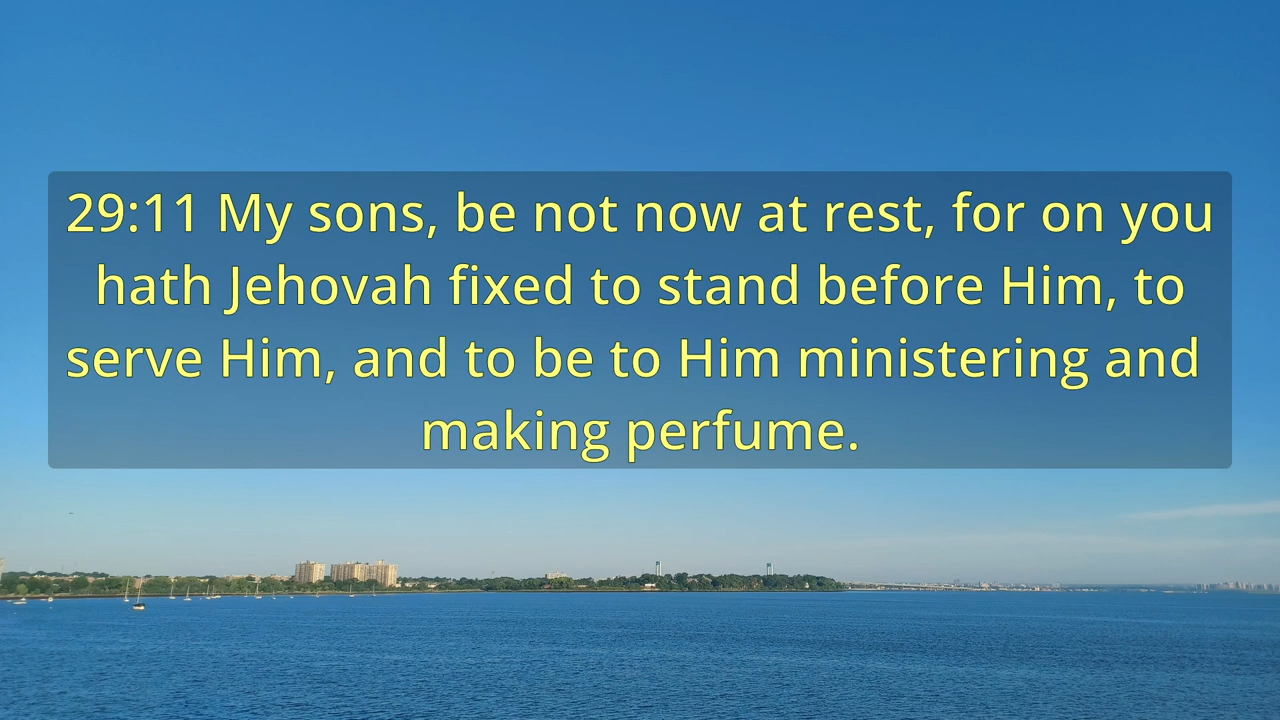 29:11 My sons, be not now at rest, for on you
hath Jehovah fixed to stand before Him, to
serve Him, and to be to Him ministering and
making perfume.